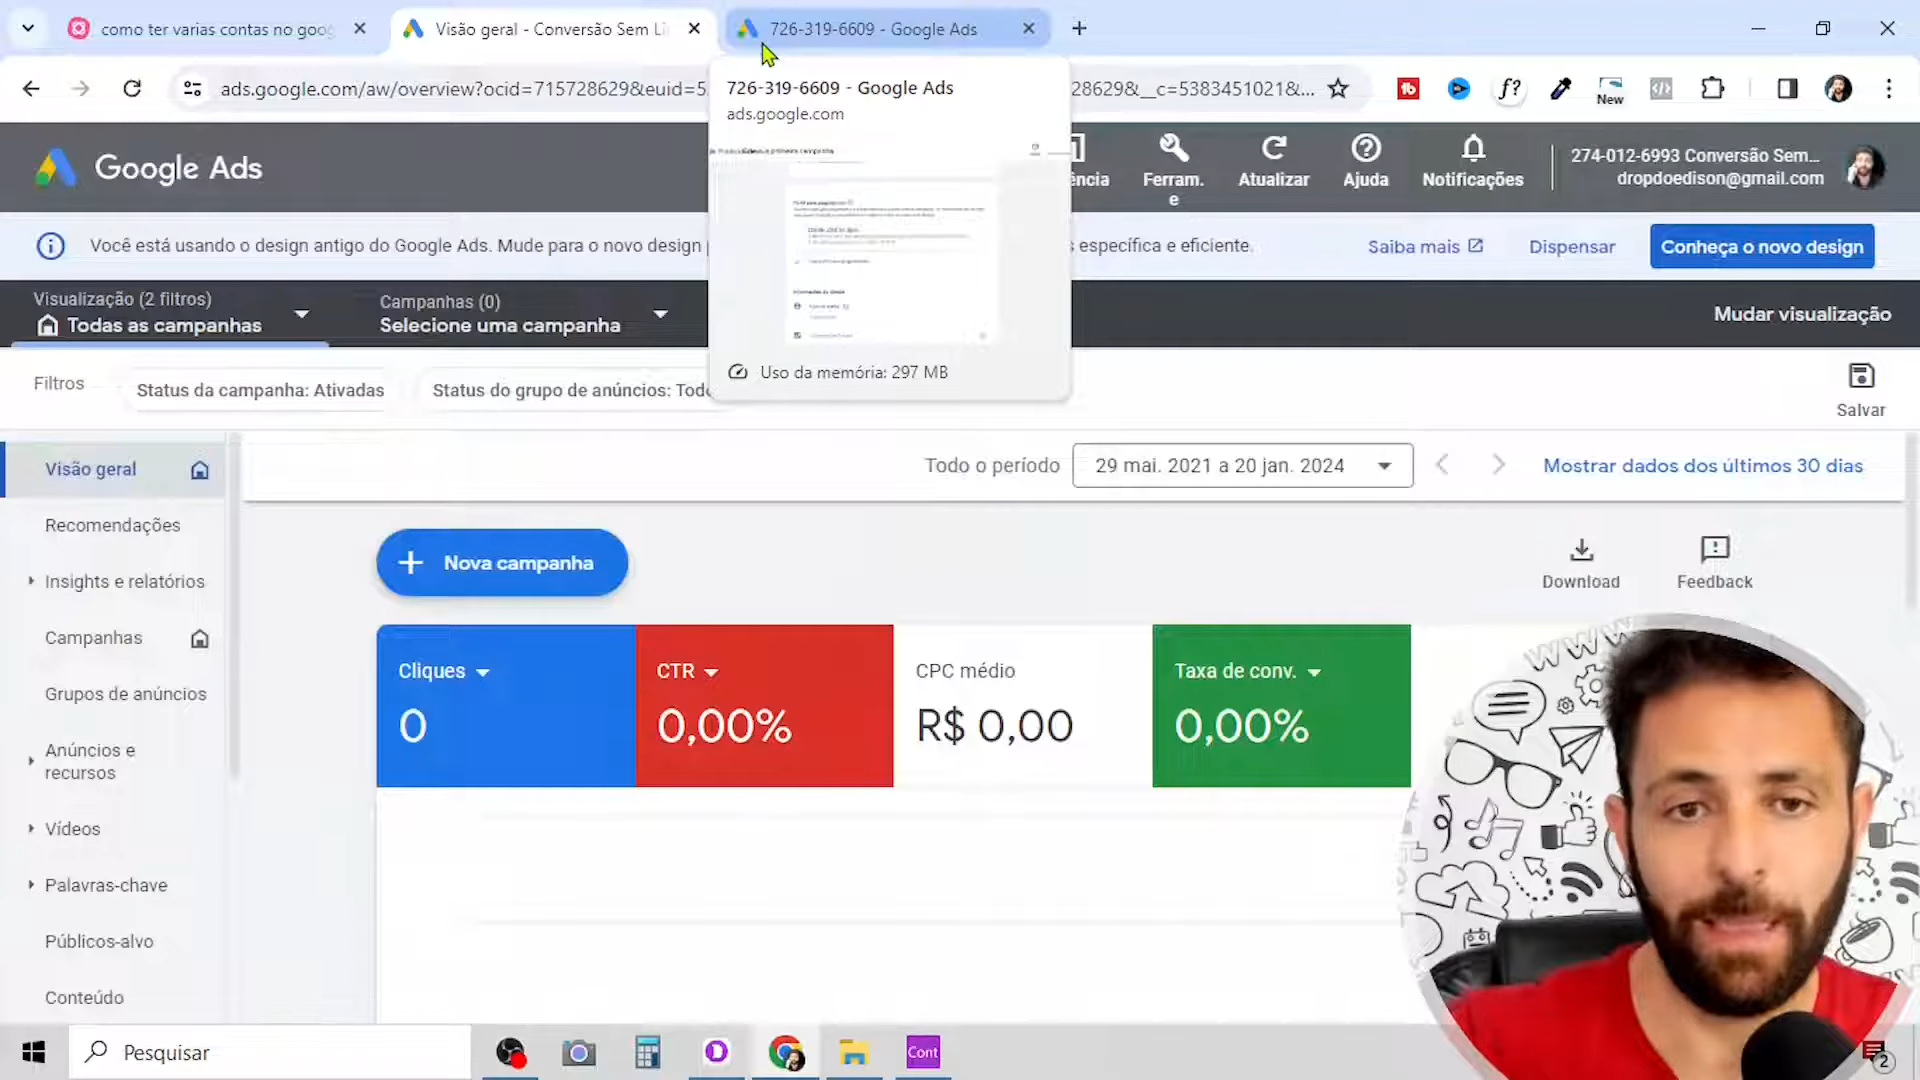 como ter varias contas no goog
Visão geral - Conversão Sem Li
726-319-6609 - Google Ads
ads.google.com/aw/overview?ocid=715728629&euid=5
28629&__c=5383451021&...
New
726-319-6609 - Google Ads
ads.google.com
Uso da memória: 297 MB
Google Ads
ência
Ferram.
e
Atualizar
Ajuda
Notificações
274-012-6993 Conversão Sem...
dropdoedison@gmail.com
Você está usando o design antigo do Google Ads. Mude para o novo design
s específica e eficiente.
Saiba mais
Dispensar
Conheça o novo design
Visualização (2 filtros)
Todas as campanhas
Campanhas (0)
Selecione uma campanha
Mudar visualização
Filtros
Status da campanha: Ativadas
Status do grupo de anúncios: Todo
Salvar
Visão geral
Recomendações
Insights e relatórios
Campanhas
Grupos de anúncios
Anúncios e
recursos
Vídeos
Palavras-chave
Públicos-alvo
Conteúdo
Todo o período
29 mai. 2021 a 20 jan. 2024
Mostrar dados dos últimos 30 dias
Nova campanha
Download
Feedback
Cliques
0
CTR
0,00%
CPC médio
R$ 0,00
Taxa de conv.
0,00%
WWW
Pesquisar
Cont
2